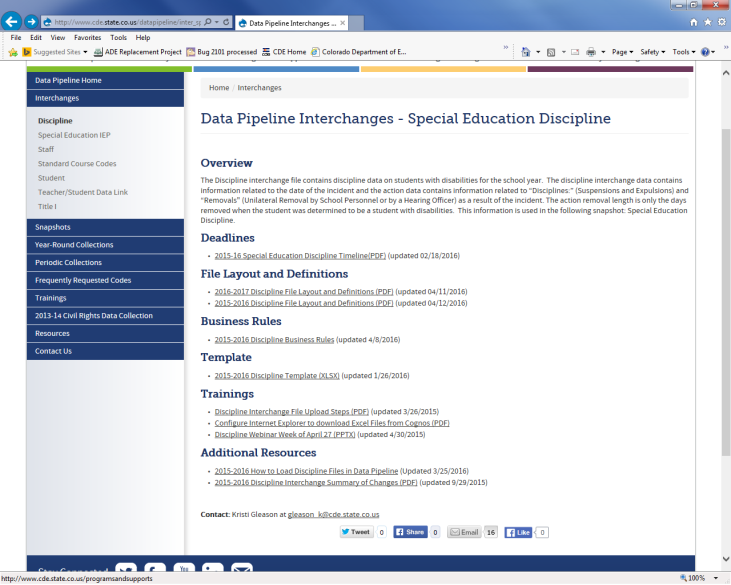 http://www.cde.state.co.us/datapipeline/inter_sp
Data Pipeline Interchanges ...
File Edit View Favorites Tools Help
Suggested Sites ADE Replacement Project Bug 2101 processed CDE Home Colorado Department of E... » Page Safety Tools »
Data Pipeline Home
Interchanges
Discipline
Special Education IEP
Staff
Standard Course Codes
Student
Teacher/Student Data Link
Title I
Snapshots
Year-Round Collections
Periodic Collections
Frequently Requested Codes
Trainings
2013-14 Civil Rights Data Collection
Resources
Contact Us
Home / Interchanges
Data Pipeline Interchanges - Special Education Discipline
Overview
The Discipline interchange file contains discipline data on students with disabilities for the school year. The discipline interchange data contains
information related to the date of the incident and the action data contains information related to “Disciplines:” (Suspensions and Expulsions) and
“Removals” (Unilateral Removal by School Personnel or by a Hearing Officer) as a result of the incident. The action removal length is only the days
removed when the student was determined to be a student with disabilities. This information is used in the following snapshot: Special Education
Discipline.
Deadlines
• 2015-16 Special Education Discipline Timeline(PDF) (updated 02/18/2016)
File Layout and Definitions
• 2016-2017 Discipline File Layout and Definitions (PDF) (updated 04/11/2016)
• 2015-2016 Discipline File Layout and Definitions (PDF) (updated 04/12/2016)
Business Rules
• 2015-2016 Discipline Business Rules (updated 4/8/2016)
Template
• 2015-2016 Discipline Template (XLSX) (updated 1/26/2016)
Trainings
• Discipline Interchange File Upload Steps (PDF) (updated 3/26/2015)
• Configure Internet Explorer to download Excel Files from Cognos (PDF)
• Discipline Webinar Week of April 27 (PPTX) (updated 4/30/2015)
Additional Resources
• 2015-2016 How to Load Discipline Files in Data Pipeline (Updated 3/25/2016)
• 2015-2016 Discipline Interchange Summary of Changes (PDF) (updated 9/29/2015)
Contact: Kristi Gleason at gleason_k@cde.state.co.us
Tweet 0 Share 0 Email 16 Like 0
Stay Connected You
http://www.cde.state.co.us/programsandsupports
100%